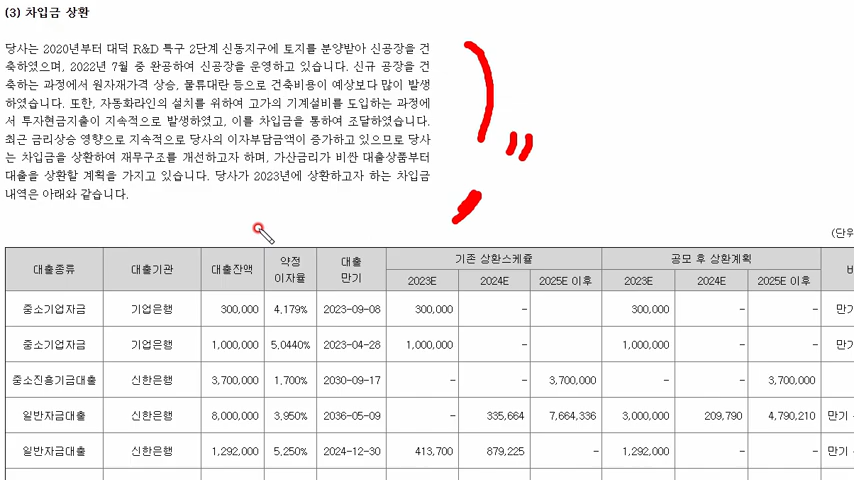 (3) 차입금 상환
당사는 2020년부터 대덕 R&D 특구 2단계 신동지구에 토지를 분양받아 신공장을 건
축하였으며, 2022년 7월 중 완공하여 신공장을 운영하고 있습니다. 신규 공장을 건
축하는 과정에서 원자재가격 상승, 물류대란 등으로 건축비용이 예상보다 많이 발생
하였습니다. 또한, 자동화라인의 설치를 위하여 고가의 기계설비를 도입하는 과정에
서 투자현금지출이 지속적으로 발생하였고, 이를 차입금을 통하여 조달하였습니다.
최근 금리상승 영향으로 지속적으로 당사의 이자부담금액이 증가하고 있으므로 당사
는 차입금을 상환하여 재무구조를 개선하고자 하며, 가산금리가 비싼 대출상품부터
대출을 상환할 계획을 가지고 있습니다. 당사가 2023년에 상환하고자 하는 차입금
내역은 아래와 같습니다.
(단위
대출종류 대출기관 대출잔액 약정 이자율 대출 만기 기존 상환스케쥴 공모 후 상환계획 비
2023E 2024E 2025E 이후 2023E 2024E 2025E 이후
중소기업자금 기업은행 300,000 4.179% 2023-09-08 300,000 - - 300,000 - - 만기
중소기업자금 기업은행 1,000,000 5.0440% 2023-04-28 1,000,000 - - 1,000,000 - - 만기
중소진흥기금대출 신한은행 3,700,000 1.700% 2030-09-17 - - 3,700,000 - - 3,700,000
일반자금대출 신한은행 8,000,000 3.950% 2036-05-09 - 335,664 7,664,336 3,000,000 209,790 4,790,210 만기
일반자금대출 신한은행 1,292,000 5.250% 2024-12-30 413,700 879,225 - 1,292,000 - - 만기